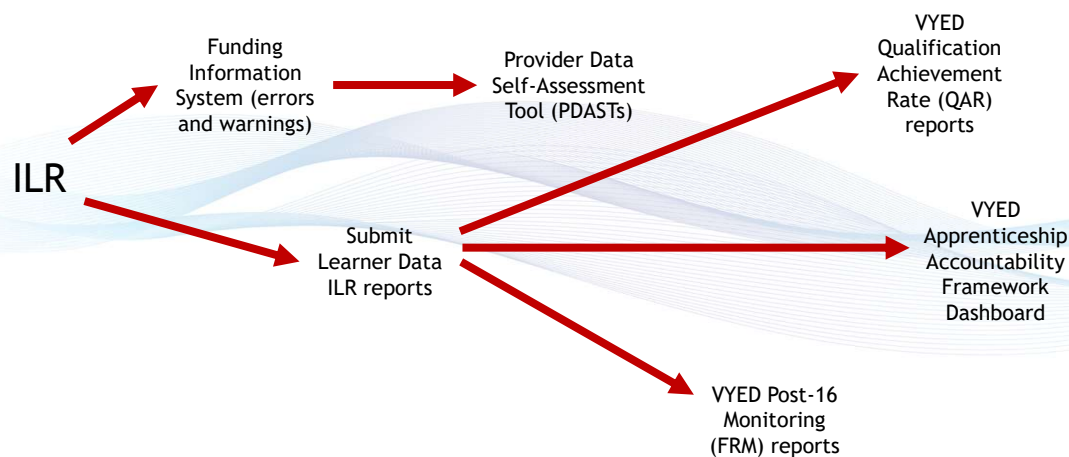 ILR
Funding
Information
System (errors
and warnings)
Provider Data
Self-Assessment
Tool (PDASTs)
VYED
Qualification
Achievement
Rate (QAR)
reports
Submit
Learner Data
ILR reports
VYED
Apprenticeship
Accountability
Framework
Dashboard
VYED Post-16
Monitoring
(FRM) reports